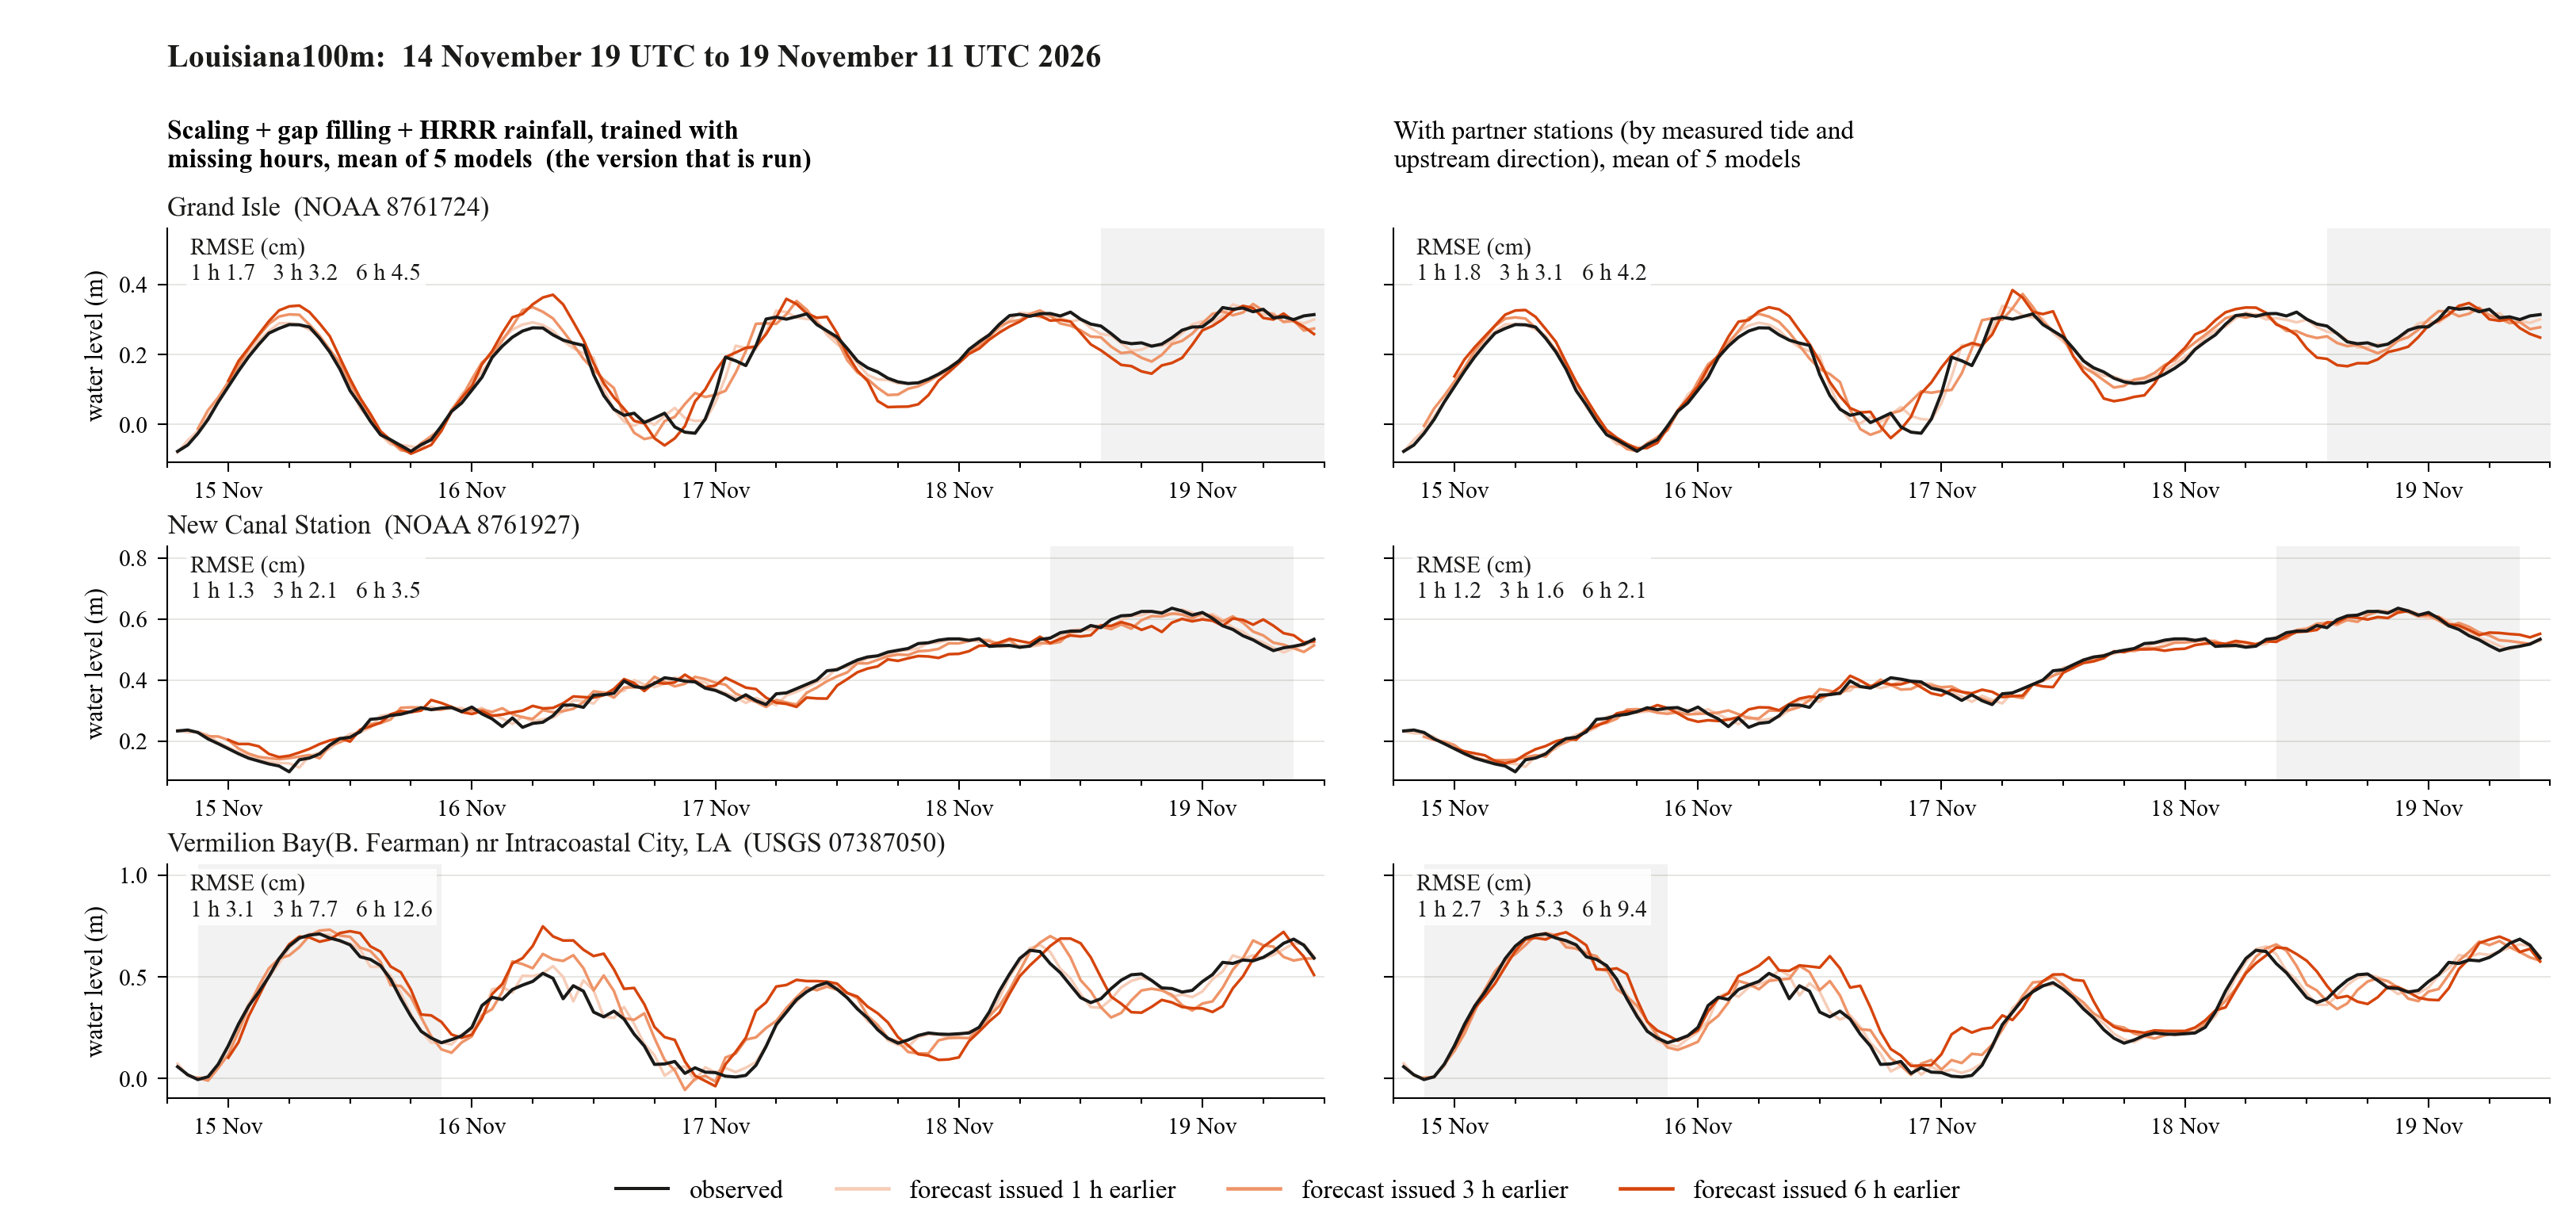 Louisiana100m:  14 November 19 UTC to 19 November 11 UTC 2026
Scaling + gap filling + HRRR rainfall, trained with
missing hours, mean of 5 models  (the version that is run)
With partner stations (by measured tide and
upstream direction), mean of 5 models
Grand Isle  (NOAA 8761724)
RMSE (cm)
1 h 1.7   3 h 3.2   6 h 4.5
RMSE (cm)
1 h 1.8   3 h 3.1   6 h 4.2
water level (m)
0.4
0.2
0.0
15 Nov   16 Nov   17 Nov   18 Nov   19 Nov
15 Nov   16 Nov   17 Nov   18 Nov   19 Nov
New Canal Station  (NOAA 8761927)
RMSE (cm)
1 h 1.3   3 h 2.1   6 h 3.5
RMSE (cm)
1 h 1.2   3 h 1.6   6 h 2.1
water level (m)
0.8
0.6
0.4
0.2
15 Nov   16 Nov   17 Nov   18 Nov   19 Nov
15 Nov   16 Nov   17 Nov   18 Nov   19 Nov
Vermilion Bay(B. Fearman) nr Intracoastal City, LA  (USGS 07387050)
RMSE (cm)
1 h 3.1   3 h 7.7   6 h 12.6
RMSE (cm)
1 h 2.7   3 h 5.3   6 h 9.4
water level (m)
1.0
0.5
0.0
15 Nov   16 Nov   17 Nov   18 Nov   19 Nov
15 Nov   16 Nov   17 Nov   18 Nov   19 Nov
observed   forecast issued 1 h earlier   forecast issued 3 h earlier   forecast issued 6 h earlier